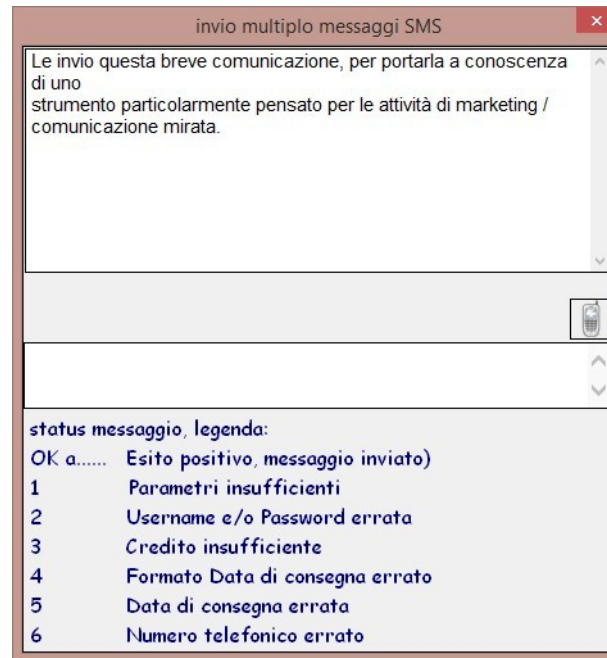 invio multiplo messaggi SMS
Le invio questa breve comunicazione, per portarla a conoscenza
di uno
strumento particolarmente pensato per le attività di marketing /
comunicazione mirata.
status messaggio, legenda:
OK a...... Esito positivo, messaggio inviato)
1 Parametri insufficienti
2 Username e/o Password errata
3 Credito insufficiente
4 Formato Data di consegna errato
5 Data di consegna errata
6 Numero telefonico errato